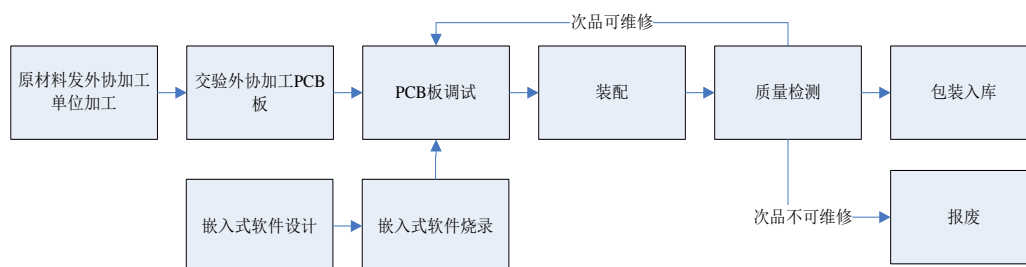 次品可维修
原材料发外协加工
单位加工
交验外协加工PCB
板
PCB板调试
装配
质量检测
包装入库
嵌入式软件设计
嵌入式软件烧录
次品不可维修
报废